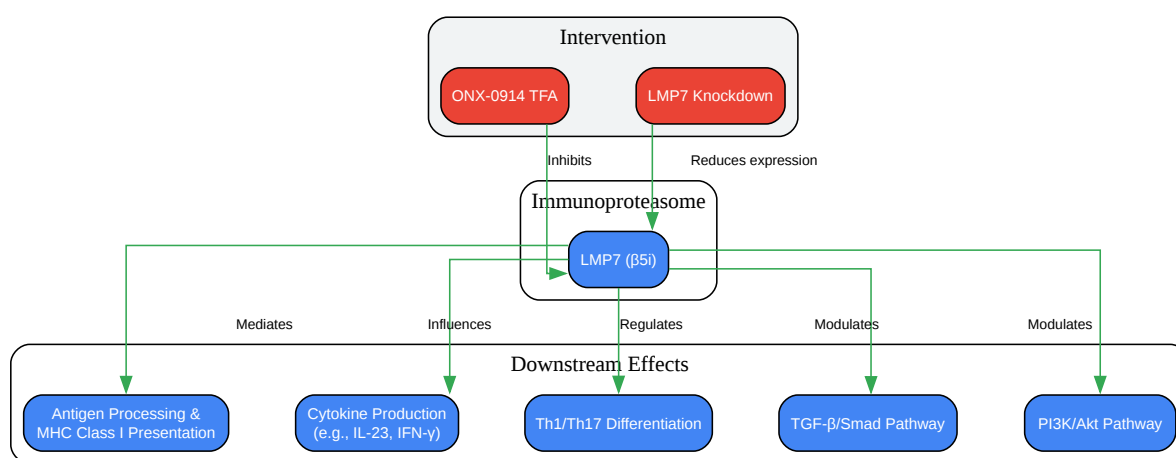 Intervention
ONX-0914 TFA
LMP7 Knockdown
Inhibits
Reduces expression
Immunoproteasome
LMP7 (β5i)
Mediates
Influences
Regulates
Modulates
Modulates
Downstream Effects
Antigen Processing &
MHC Class I Presentation
Cytokine Production
(e.g., IL-23, IFN-γ)
Th1/Th17 Differentiation
TGF-β/Smad Pathway
PI3K/Akt Pathway